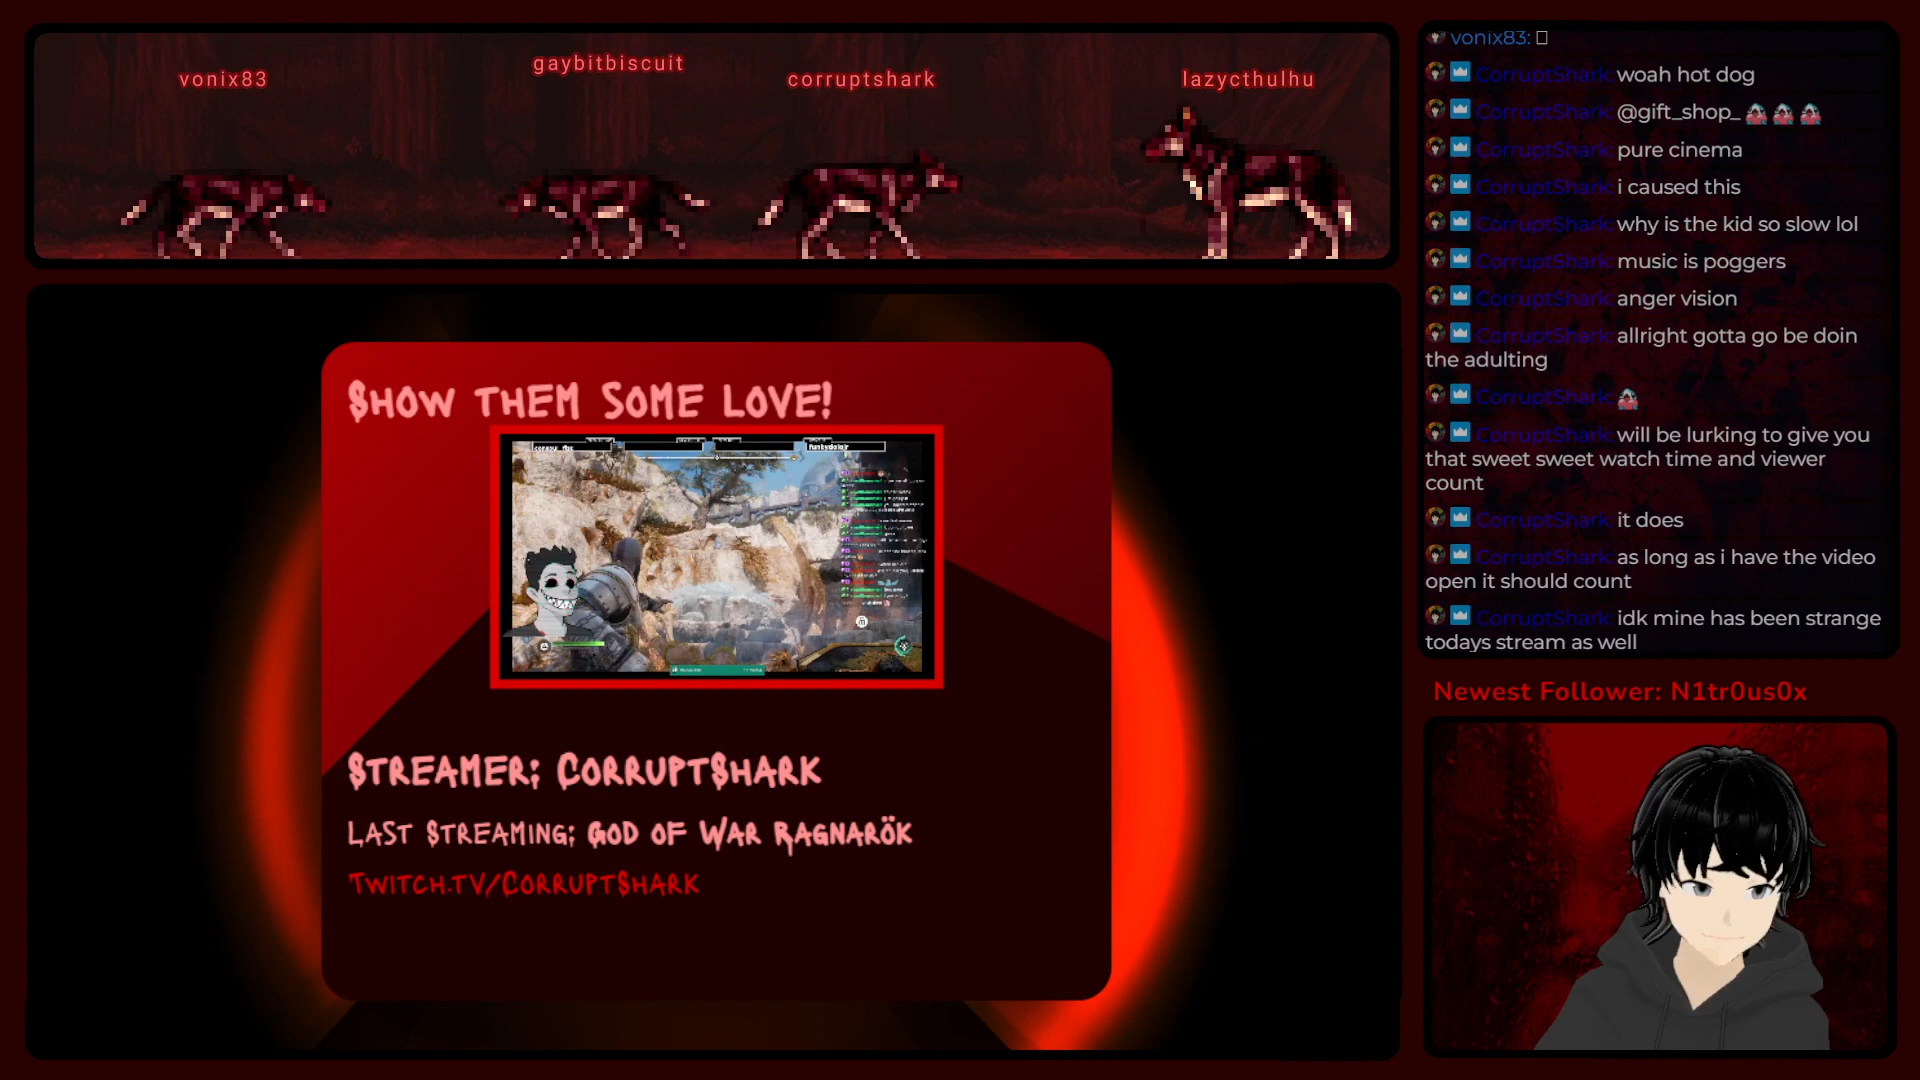 vonix83
gaybitbiscuit
corruptshark
lazycthulhu
SHOW THEM SOME LOVE!
funkydolajr
STREAMER: CORRUPTSHARK
LAST STREAMING: GOD OF WAR RAGNARÖK
TWITCH.TV/CORRUPTSHARK
vonix83:
CorruptShark: woah hot dog
CorruptShark: @gift_shop_
CorruptShark: pure cinema
CorruptShark: i caused this
CorruptShark: why is the kid so slow lol
CorruptShark: music is poggers
CorruptShark: anger vision
CorruptShark: allright gotta go be doin
the adulting
CorruptShark:
CorruptShark: will be lurking to give you
that sweet sweet watch time and viewer
count
CorruptShark: it does
CorruptShark: as long as i have the video
open it should count
CorruptShark: idk mine has been strange
todays stream as well
Newest Follower: N1tr0us0x